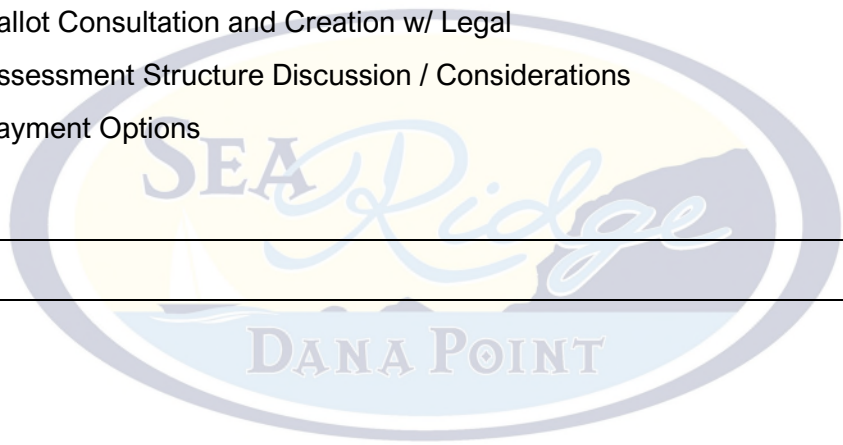 allot Consultation and Creation w/ Legal
ssessment Structure Discussion / Considerations
ayment Options
SEA
Ridge
DANA POINT